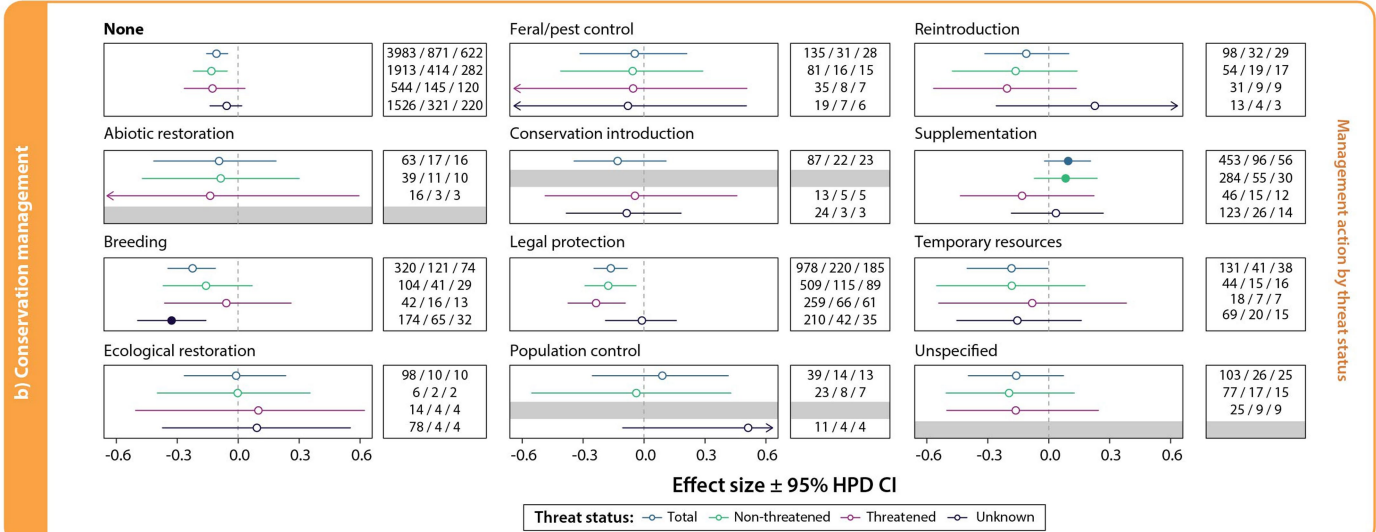 b) Conservation management
None
3983 / 871 / 622
1913 / 414 / 282
544 / 145 / 120
1526 / 321 / 220
Feral/pest control
135 / 31 / 28
81 / 16 / 15
35 / 8 / 7
19 / 7 / 6
Reintroduction
98 / 32 / 29
54 / 19 / 17
31 / 9 / 9
13 / 4 / 3
Abiotic restoration
63 / 17 / 16
39 / 11 / 10
16 / 3 / 3
Conservation introduction
87 / 22 / 23
13 / 5 / 5
24 / 3 / 3
Supplementation
453 / 96 / 56
284 / 55 / 30
46 / 15 / 12
123 / 26 / 14
Breeding
320 / 121 / 74
104 / 41 / 29
42 / 16 / 13
174 / 65 / 32
Legal protection
978 / 220 / 185
509 / 115 / 89
259 / 66 / 61
210 / 42 / 35
Temporary resources
131 / 41 / 38
44 / 15 / 16
18 / 7 / 7
69 / 20 / 15
Ecological restoration
98 / 10 / 10
6 / 2 / 2
14 / 4 / 4
78 / 4 / 4
Population control
39 / 14 / 13
23 / 8 / 7
11 / 4 / 4
Unspecified
103 / 26 / 25
77 / 17 / 15
25 / 9 / 9
-0.6 -0.3 0.0 0.6
-0.6 -0.3 0.0 0.3 0.6
-0.6 -0.3 0.0 0.3 0.6
Effect size ± 95% HPD CI
Threat status: Total Non-threatened Threatened Unknown
Management action by threat status